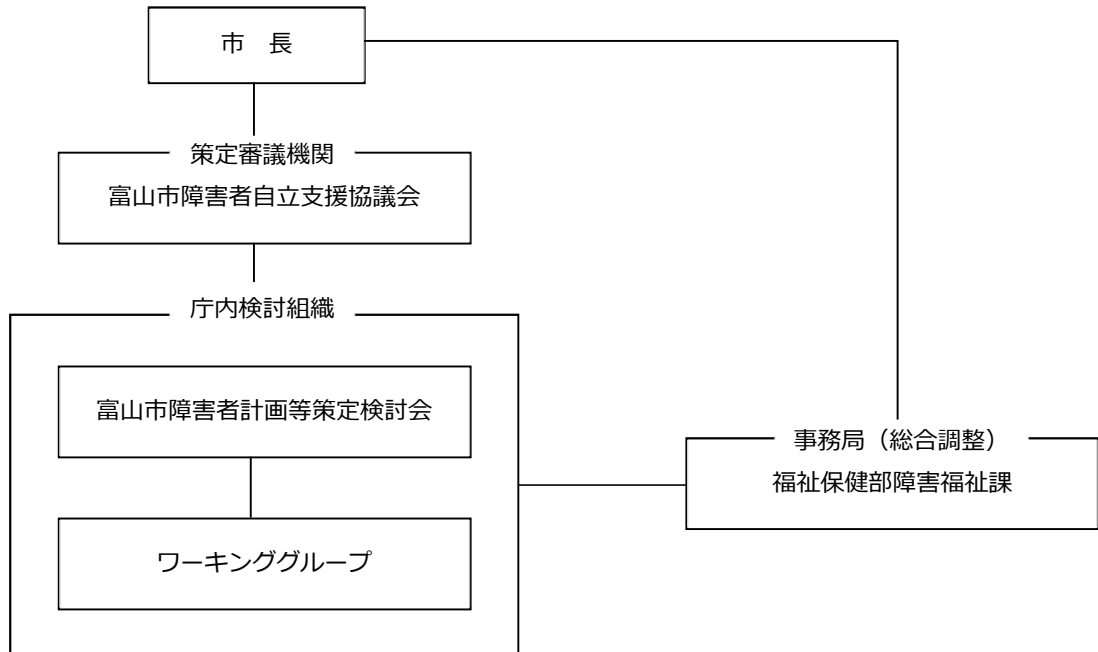 市　長
策定審議機関
富山市障害者自立支援協議会
庁内検討組織
富山市障害者計画等策定検討会
ワーキンググループ
事務局（総合調整）
福祉保健部障害福祉課